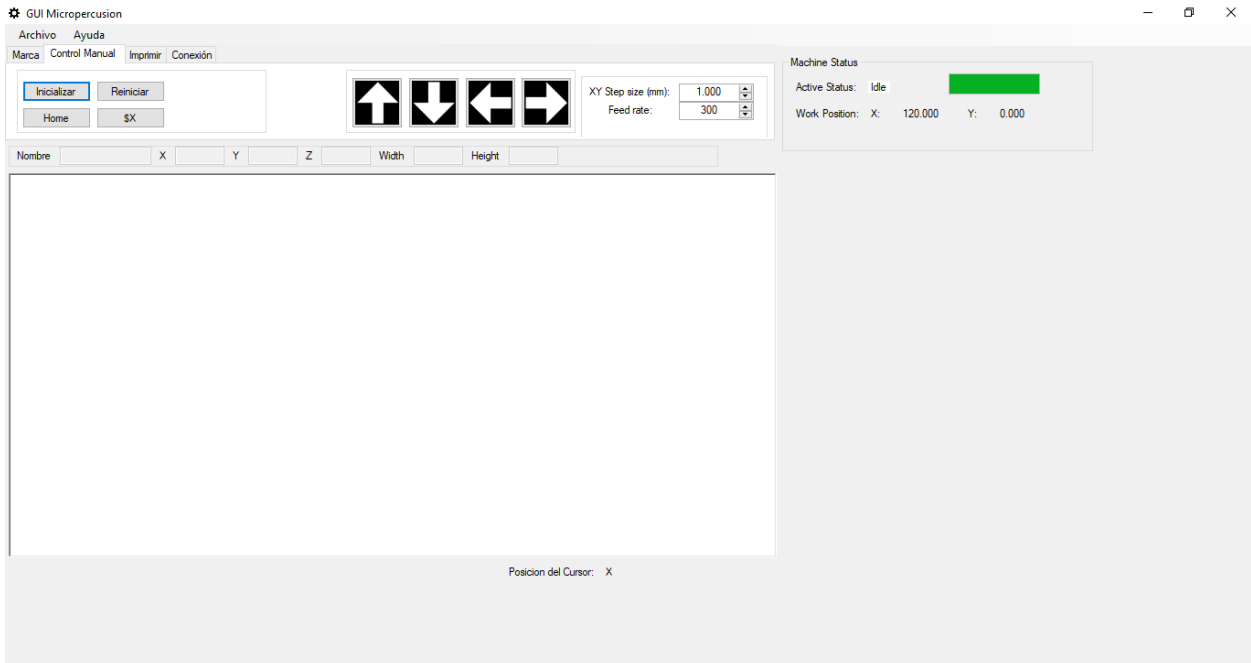 GUI Micropercusion
Archivo Ayuda
Marca Control Manual Imprimir Conexión
Inicializar Reiniciar
Home $X
XY Step size (mm): 1.000
Feed rate: 300
Machine Status
Active Status: Idle
Work Position: X: 120.000 Y: 0.000
Nombre X Y Z Width Height
Posicion del Cursor: X